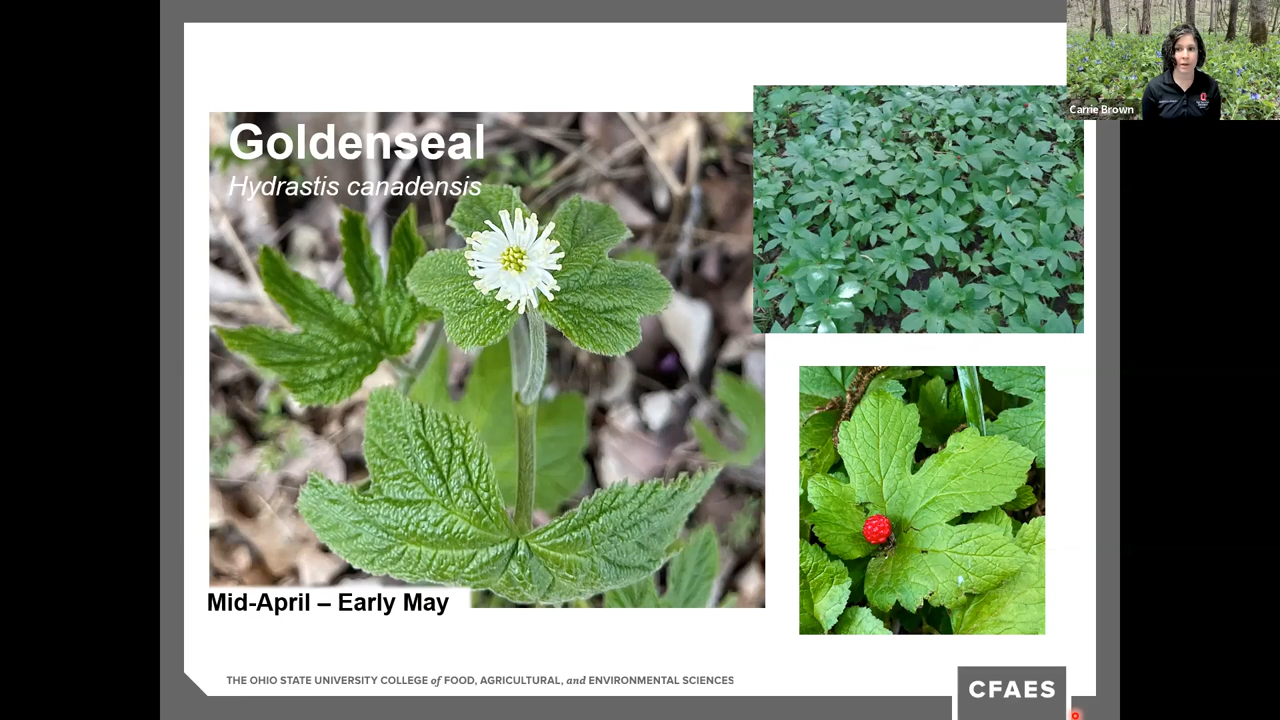 Goldenseal
Hydrastis canadensis
Carrie Brown
Mid-April – Early May
THE OHIO STATE UNIVERSITY COLLEGE of FOOD, AGRICULTURAL, and ENVIRONMENTAL SCIENCES
CFAES